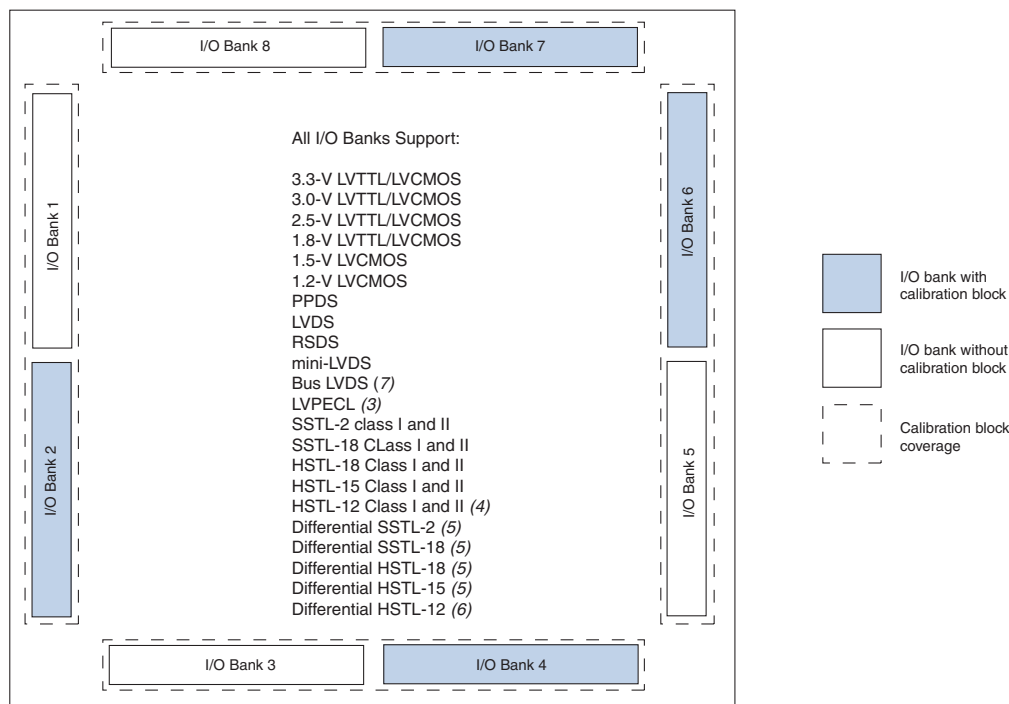 I/O Bank 8
I/O Bank 7
I/O Bank 1
I/O Bank 2
All I/O Banks Support:
3.3-V LVTTL/LVCMOS
3.0-V LVTTL/LVCMOS
2.5-V LVTTL/LVCMOS
1.8-V LVTTL/LVCMOS
1.5-V LVCMOS
1.2-V LVCMOS
PPDS
LVDS
RSDS
mini-LVDS
Bus LVDS (7)
LVPECL (3)
SSTL-2 class I and II
SSTL-18 CLass I and II
HSTL-18 Class I and II
HSTL-15 Class I and II
HSTL-12 Class I and II (4)
Differential SSTL-2 (5)
Differential SSTL-18 (5)
Differential HSTL-18 (5)
Differential HSTL-15 (5)
Differential HSTL-12 (6)
I/O Bank 6
I/O Bank 5
I/O Bank 3
I/O Bank 4
I/O bank with
calibration block
I/O bank without
calibration block
Calibration block
coverage